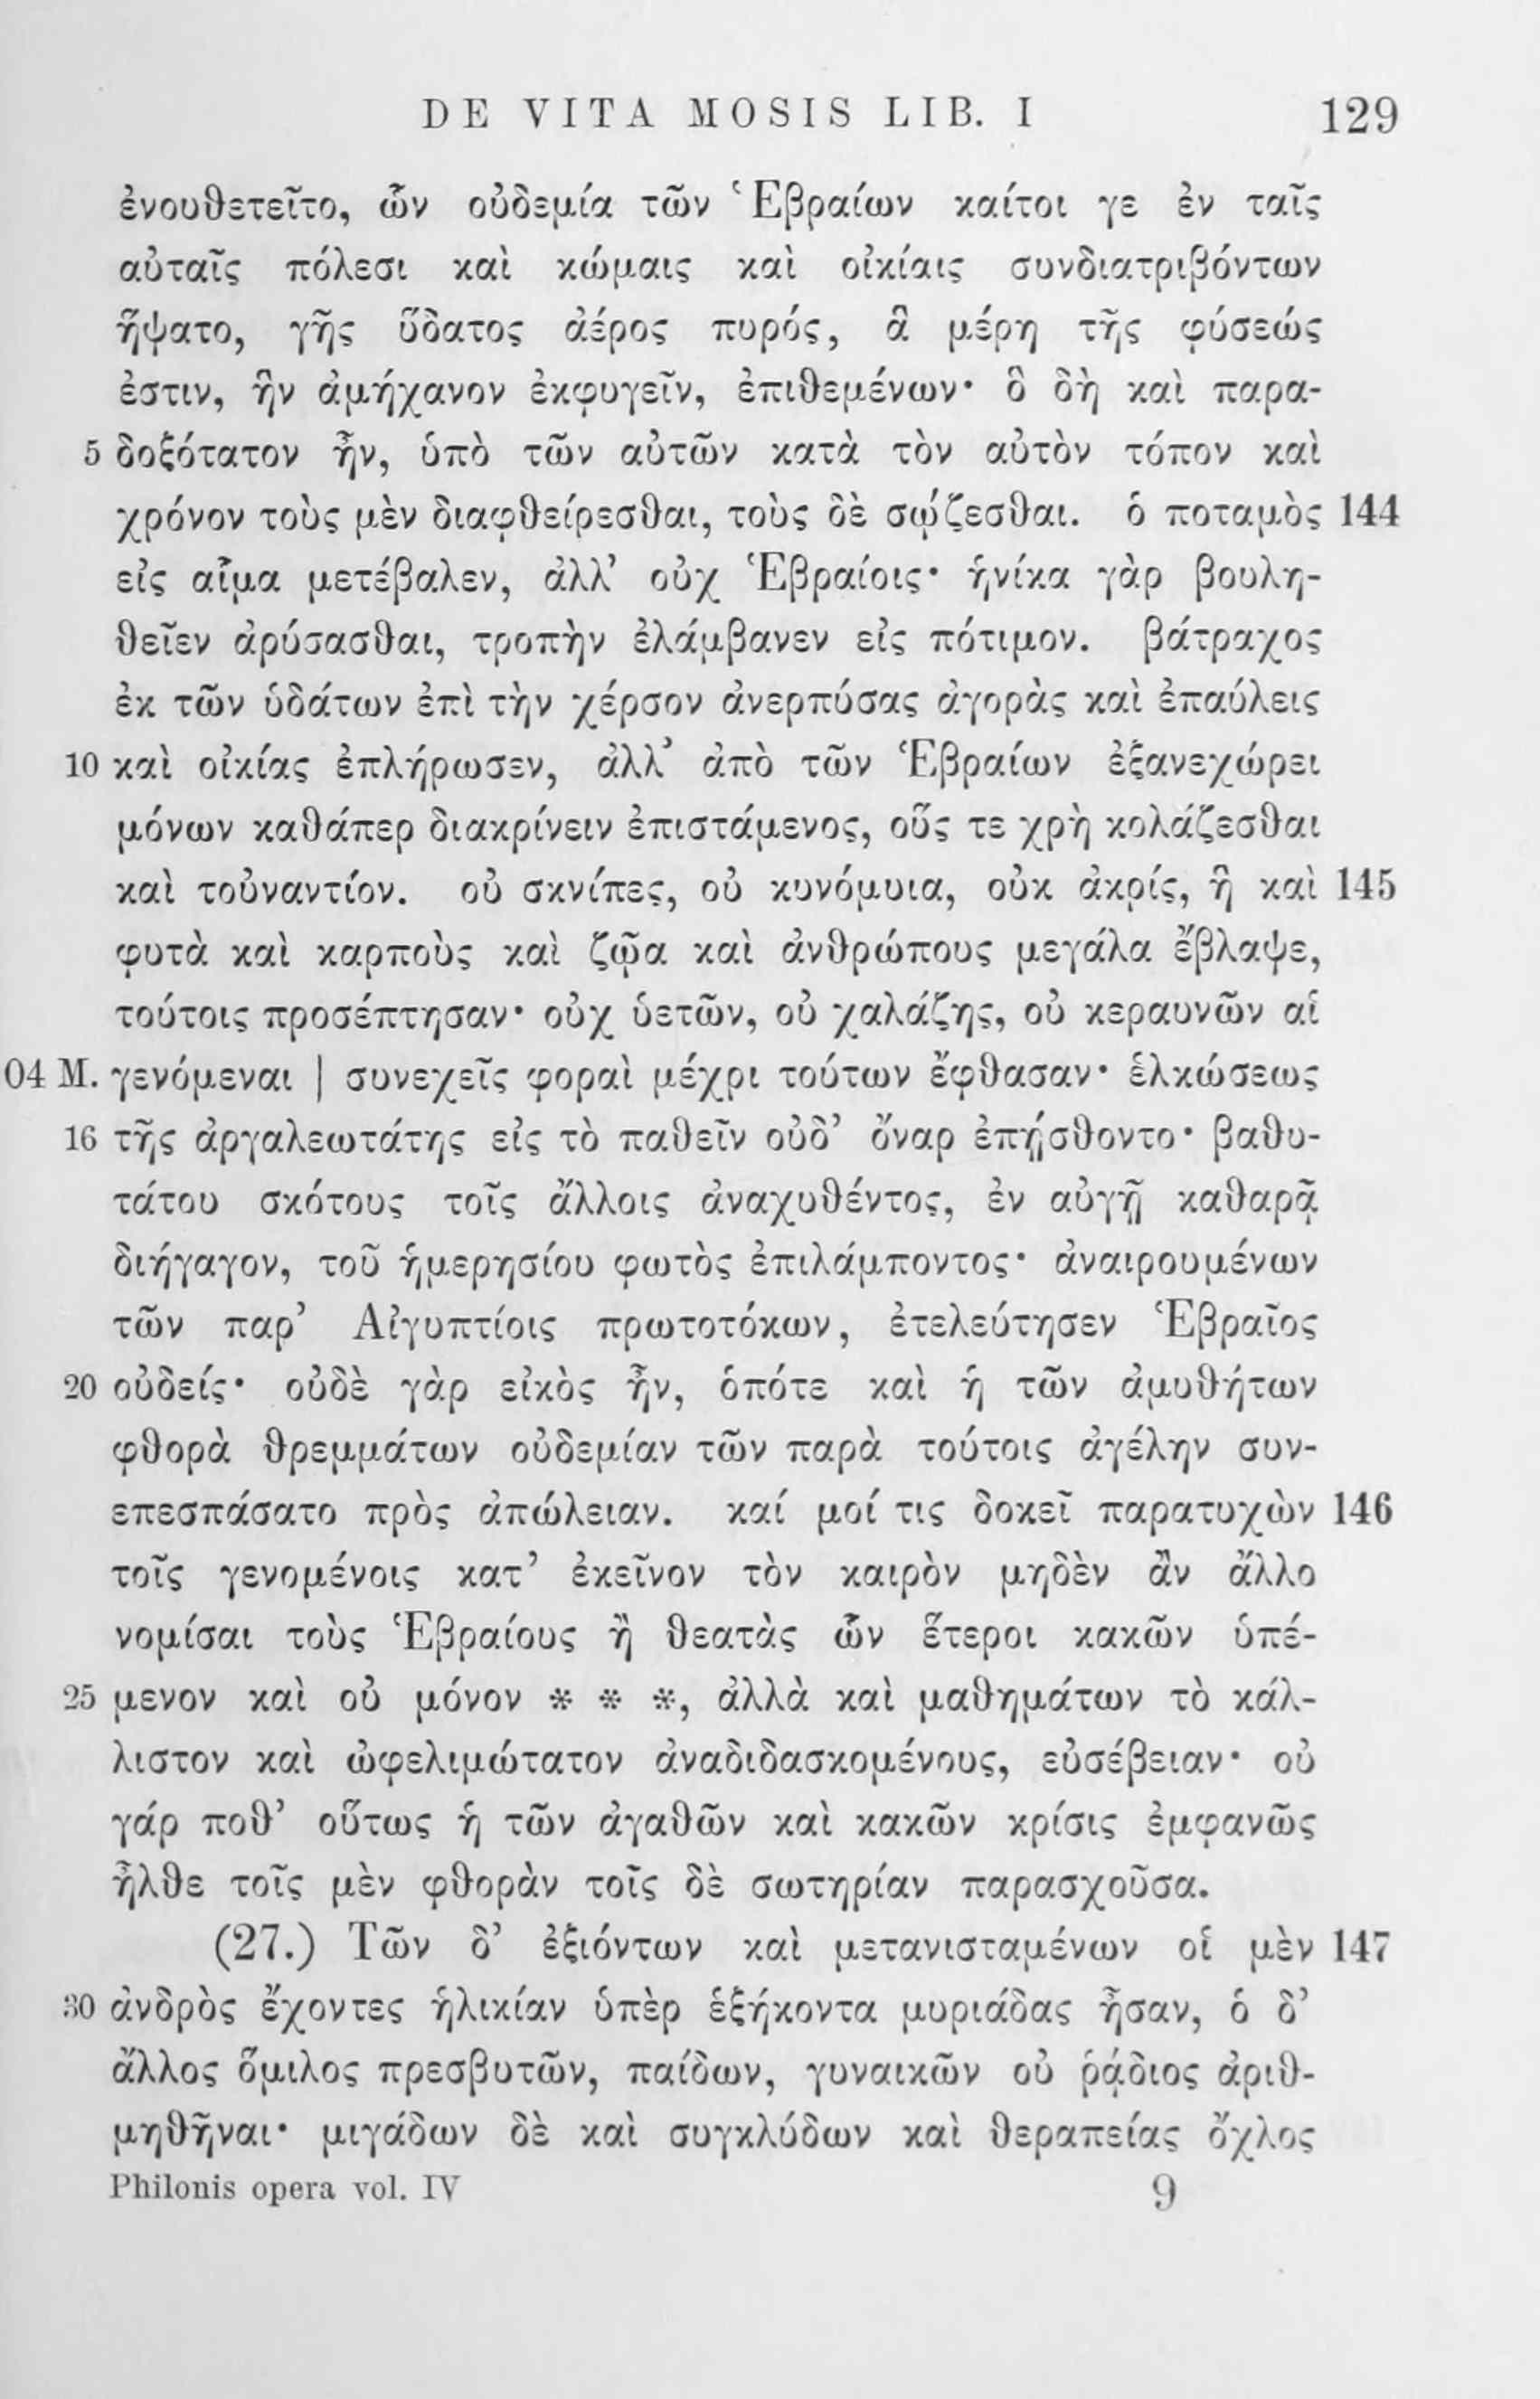 DE VITA MOSIS LIB. I 129
ἐνουθετεῖτο, ὧν οὐδεμία τῶν Ἑβραίων καίτοι γε ἐν ταῖς
αὐταῖς πόλεσι καὶ κώμαις καὶ οἰκίαις συνδιατριβόντων
ἥψατο, γῆς ὕδατος ἀέρος πυρός, ἃ μέρη τῆς φύσεώς
ἐστιν, ἣν ἀμήχανον ἐκφυγεῖν, ἐπιθεμένων· ὃ δὴ καὶ παρα-
5 δοξότατον ἦν, ὑπὸ τῶν αὐτῶν κατὰ τὸν αὐτὸν τόπον καὶ
χρόνον τοὺς μὲν διαφθείρεσθαι, τοὺς δὲ σῴζεσθαι. ὁ ποταμὸς 144
εἰς αἷμα μετέβαλεν, ἀλλ’ οὐχ Ἑβραίοις· ἡνίκα γὰρ βουλη-
θεῖεν ἀρύσασθαι, τροπὴν ἐλάμβανεν εἰς πότιμον. βάτραχος
ἐκ τῶν ὑδάτων ἐπὶ τὴν χέρσον ἀνερπύσας ἀγορὰς καὶ ἐπαύλεις
10 καὶ οἰκίας ἐπλήρωσεν, ἀλλ’ ἀπὸ τῶν Ἑβραίων ἐξανεχώρει
μόνων καθάπερ διακρίνειν ἐπιστάμενος, οὕς τε χρὴ κολάζεσθαι
καὶ τοὐναντίον. οὐ σκνίπες, οὐ κυνόμυια, οὐκ ἀκρίς, ἣ καὶ 145
φυτὰ καὶ καρποὺς καὶ ζῷα καὶ ἀνθρώπους μεγάλα ἔβλαψε,
τούτοις προσέπτησαν· οὐχ ὑετῶν, οὐ χαλάζης, οὐ κεραυνῶν αἱ
04 M. γενόμεναι | συνεχεῖς φοραὶ μέχρι τούτων ἔφθασαν· ἑλκώσεως
16 τῆς ἀργαλεωτάτης εἰς τὸ παθεῖν οὐδ’ ὄναρ ἐπῄσθοντο· βαθυ-
τάτου σκότους τοῖς ἄλλοις ἀναχυθέντος, ἐν αὐγῇ καθαρᾷ
διήγαγον, τοῦ ἡμερησίου φωτὸς ἐπιλάμποντος· ἀναιρουμένων
τῶν παρ’ Αἰγυπτίοις πρωτοτόκων, ἐτελεύτησεν Ἑβραῖος
20 οὐδείς· οὐδὲ γὰρ εἰκὸς ἦν, ὁπότε καὶ ἡ τῶν ἀμυθήτων
φθορὰ θρεμμάτων οὐδεμίαν τῶν παρὰ τούτοις ἀγέλην συν-
επεσπάσατο πρὸς ἀπώλειαν. καί μοί τις δοκεῖ παρατυχὼν 146
τοῖς γενομένοις κατ’ ἐκεῖνον τὸν καιρὸν μηδὲν ἂν ἄλλο
νομίσαι τοὺς Ἑβραίους ἢ θεατὰς ὧν ἕτεροι κακῶν ὑπέ-
25 μενον καὶ οὐ μόνον * * *, ἀλλὰ καὶ μαθημάτων τὸ κάλ-
λιστον καὶ ὠφελιμώτατον ἀναδιδασκομένους, εὐσέβειαν· οὐ
γάρ ποθ’ οὕτως ἡ τῶν ἀγαθῶν καὶ κακῶν κρίσις ἐμφανῶς
ἦλθε τοῖς μὲν φθορὰν τοῖς δὲ σωτηρίαν παρασχοῦσα.
(27.) Τῶν δ’ ἐξιόντων καὶ μετανισταμένων οἱ μὲν 147
30 ἀνδρὸς ἔχοντες ἡλικίαν ὑπὲρ ἑξήκοντα μυριάδας ἦσαν, ὁ δ’
ἄλλος ὅμιλος πρεσβυτῶν, παίδων, γυναικῶν οὐ ῥᾴδιος ἀριθ-
μηθῆναι· μιγάδων δὲ καὶ συγκλύδων καὶ θεραπείας ὄχλος
Philonis opera vol. IV 9